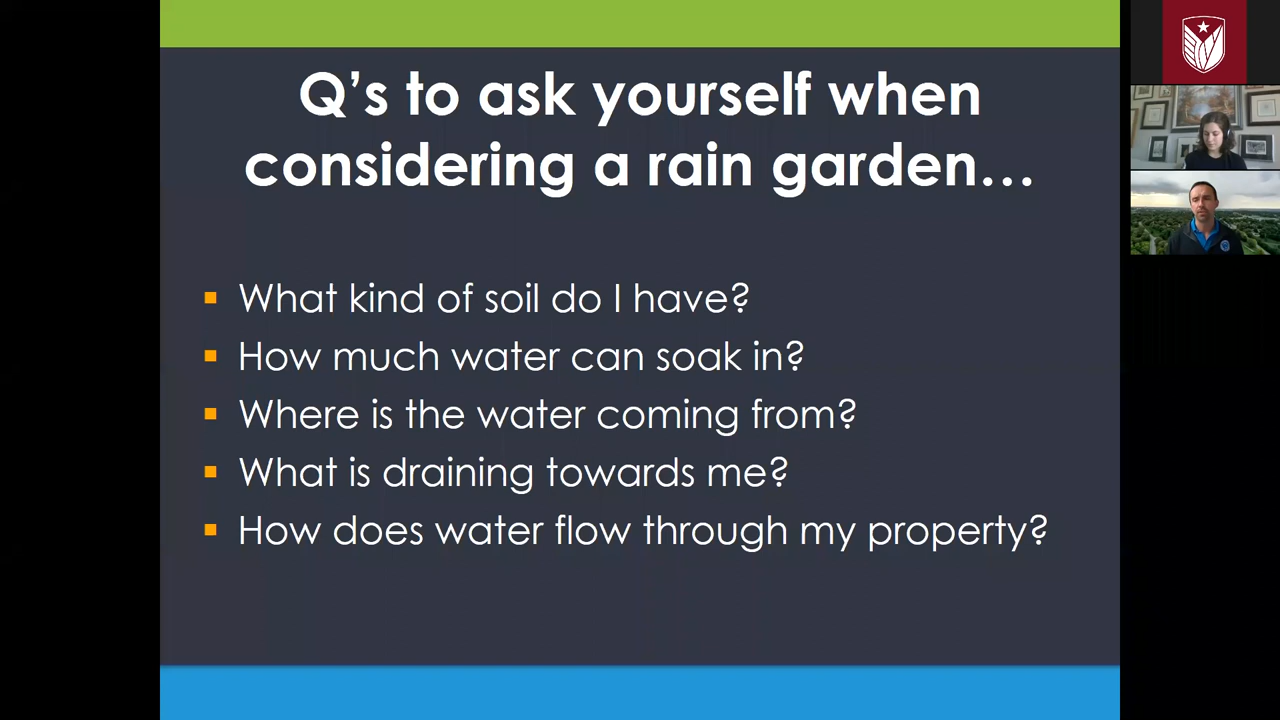 Q’s to ask yourself when
considering a rain garden…
What kind of soil do I have?
How much water can soak in?
Where is the water coming from?
What is draining towards me?
How does water flow through my property?